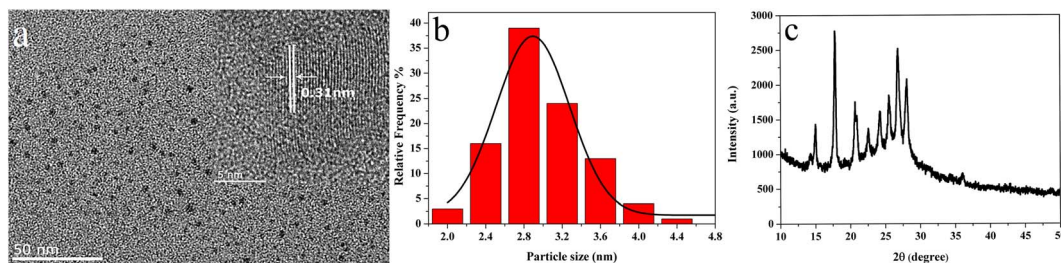 a
0.31nm
5 nm
50 nm
b
Relative Frequency %
40
35
30
25
20
15
10
5
0
2.0 2.4 2.8 3.2 3.6 4.0 4.4 4.8
Particle size (nm)
c
Intensity (a.u.)
3000
2500
2000
1500
1000
500
0
10 15 20 25 30 35 40 45 50
2θ (degree)